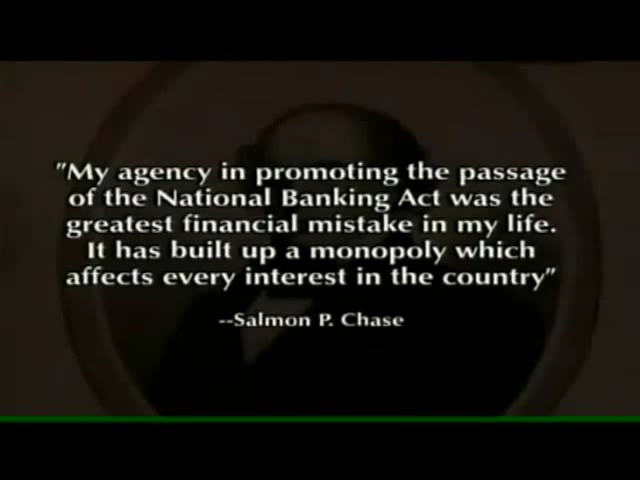 "My agency in promoting the passage
of the National Banking Act was the
greatest financial mistake in my life.
It has built up a monopoly which
affects every interest in the country"
--Salmon P. Chase